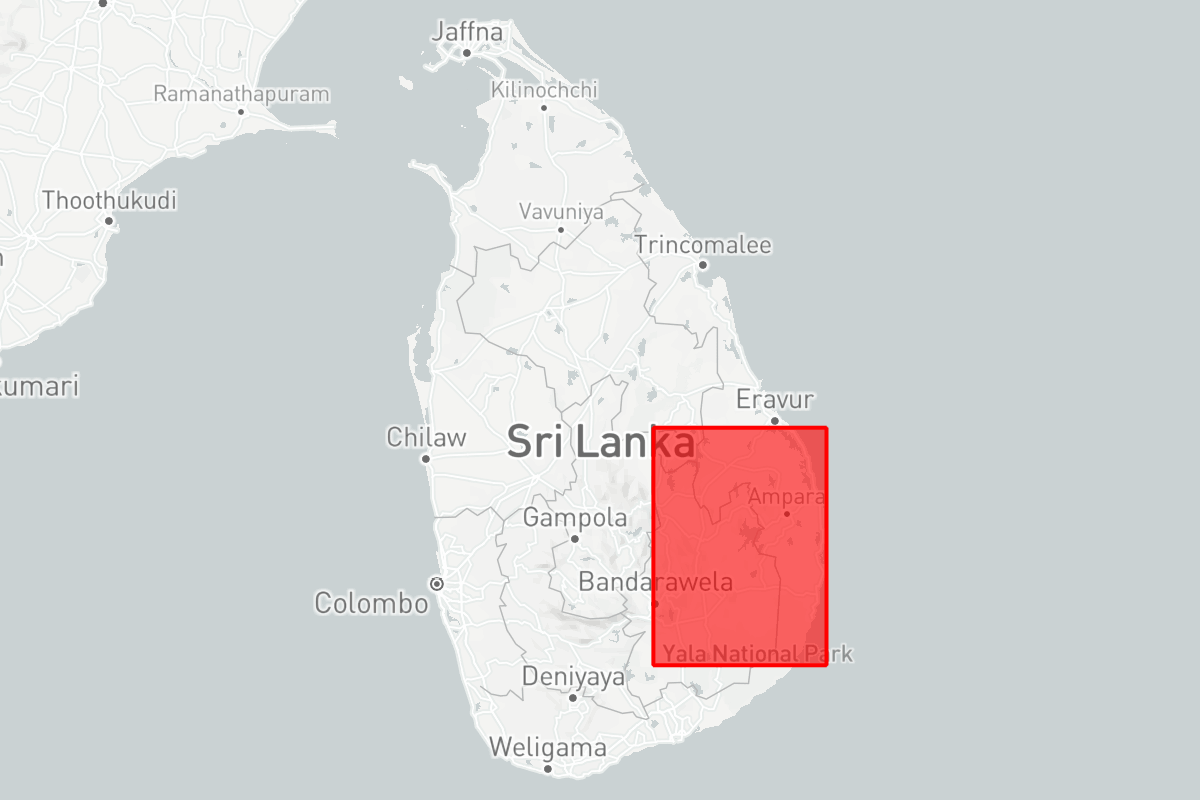 Jaffna
Kilinochchi
Ramanathapuram
Thoothukudi
Vavuniya
Trincomalee
kumari
Eravur
Chilaw
Sri Lanka
Ampara
Gampola
Bandarawela
Colombo
Yala National Park
Deniyaya
Weligama